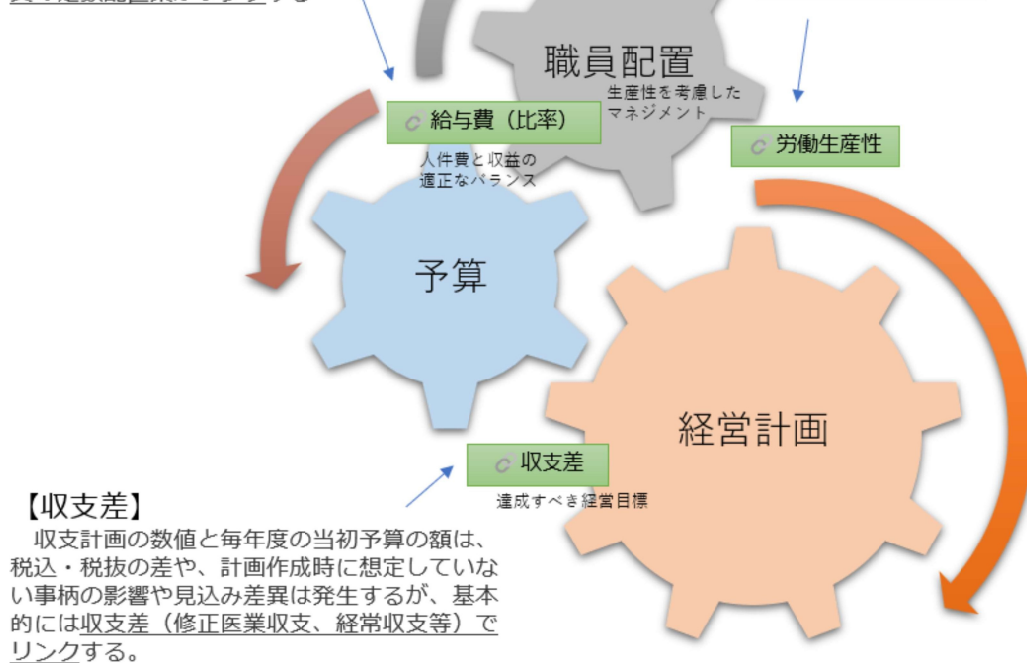 職員配置
生産性を考慮した
マネジメント
給与費（比率）
人件費と収益の
適正なバランス
労働生産性
予算
経営計画
収支差
達成すべき経営目標
【収支差】
収支計画の数値と毎年度の当初予算の額は、
税込・税抜の差や、計画作成時に想定していな
い事柄の影響や見込み差異は発生するが、基本
的には収支差（修正医業収支、経常収支等）で
リンクする。